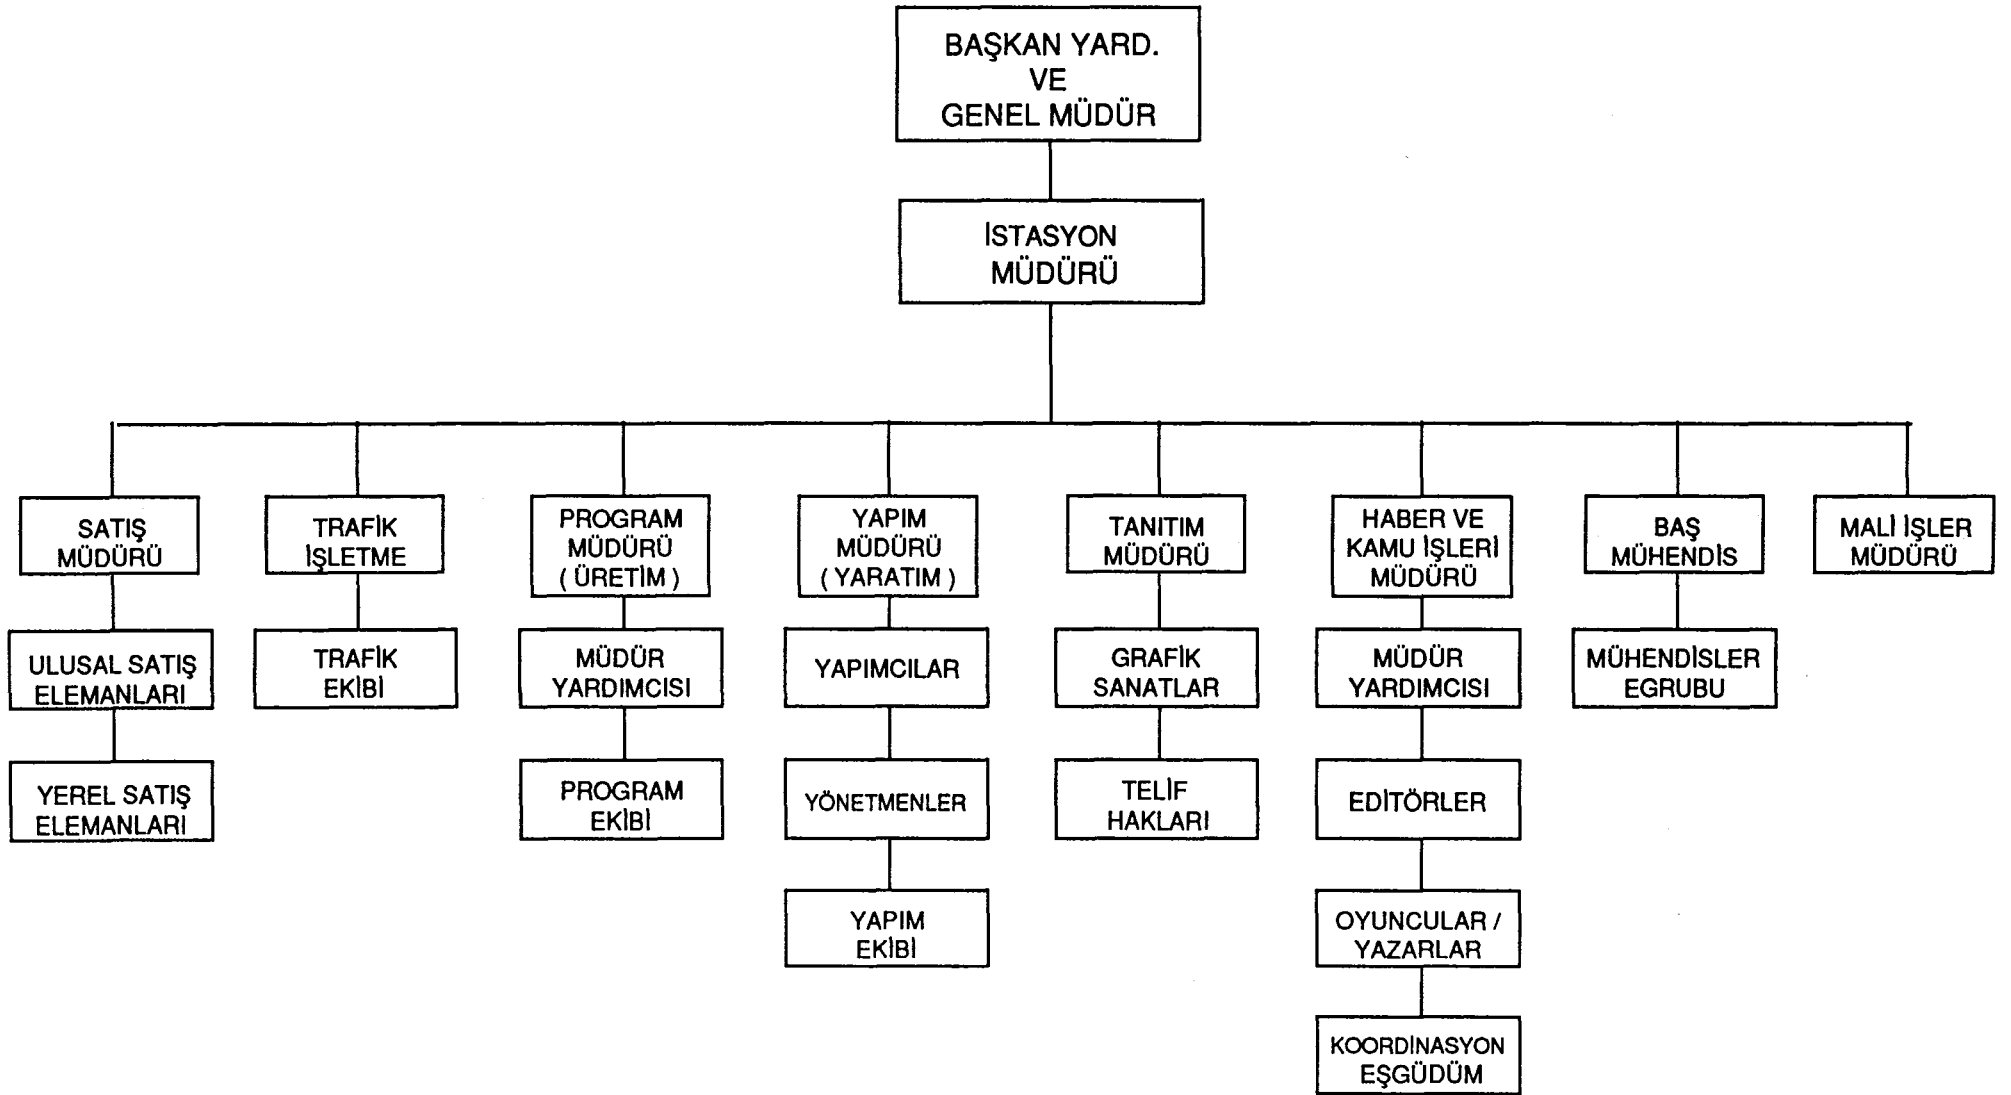 BAŞKAN YARD.
VE
GENEL MÜDÜR
İSTASYON
MÜDÜRÜ
SATIŞ
MÜDÜRÜ
TRAFİK
İŞLETME
PROGRAM
MÜDÜRÜ
( ÜRETİM )
YAPIM
MÜDÜRÜ
( YARATIM )
TANITIM
MÜDÜRÜ
HABER VE
KAMU İŞLERİ
MÜDÜRÜ
BAŞ
MÜHENDİS
MALİ İŞLER
MÜDÜRÜ
ULUSAL SATIŞ
ELEMANLARI
TRAFİK
EKİBİ
MÜDÜR
YARDIMCISI
YAPIMCILAR
GRAFİK
SANATLAR
MÜDÜR
YARDIMCISI
MÜHENDİSLER
EGRUBU
YEREL SATIŞ
ELEMANLARI
PROGRAM
EKİBİ
YÖNETMENLER
TELİF
HAKLARI
EDİTÖRLER
YAPIM
EKİBİ
OYUNCULAR /
YAZARLAR
KOORDİNASYON
EŞGÜDÜM